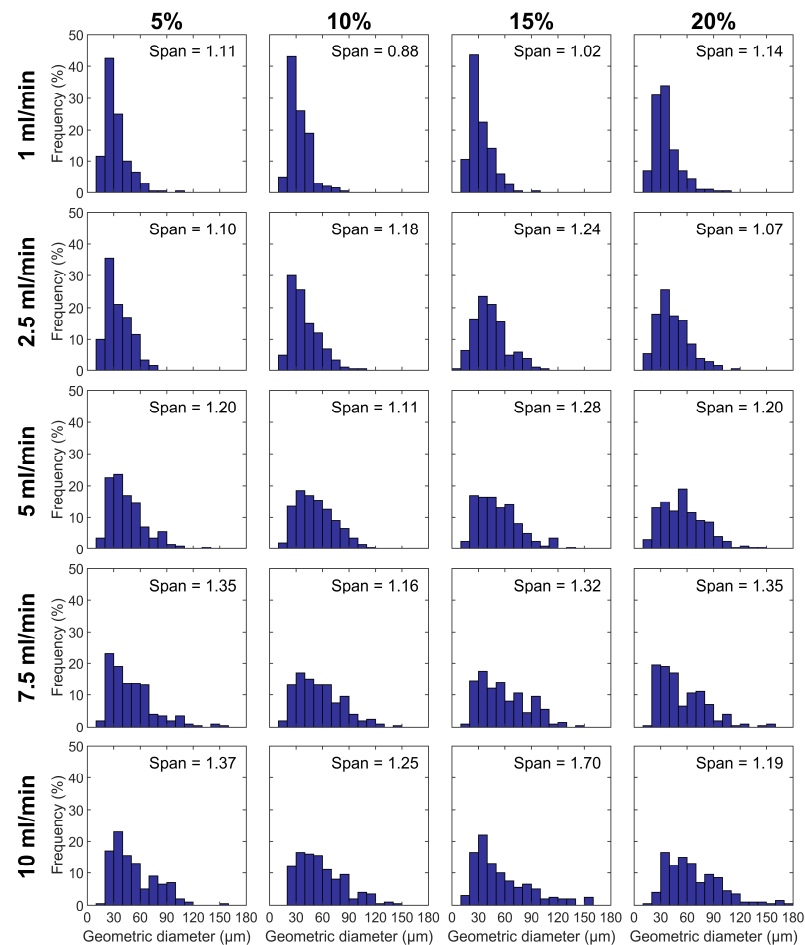 5% 10% 15% 20%
1 ml/min
Frequency (%)
50
40
30
20
10
0
Span = 1.11
Span = 0.88
Span = 1.02
Span = 1.14
2.5 ml/min
Frequency (%)
50
40
30
20
10
0
Span = 1.10
Span = 1.18
Span = 1.24
Span = 1.07
5 ml/min
Frequency (%)
50
40
30
20
10
0
Span = 1.20
Span = 1.11
Span = 1.28
Span = 1.20
7.5 ml/min
Frequency (%)
50
40
30
20
10
0
Span = 1.35
Span = 1.16
Span = 1.32
Span = 1.35
10 ml/min
Frequency (%)
50
40
30
20
10
0
Span = 1.37
Span = 1.25
Span = 1.70
Span = 1.19
0 30 60 90 120 150 180
0 30 60 90 120 150 180
0 30 60 90 120 150 180
0 30 60 90 120 150 180
Geometric diameter (µm)
Geometric diameter (µm)
Geometric diameter (µm)
Geometric diameter (µm)